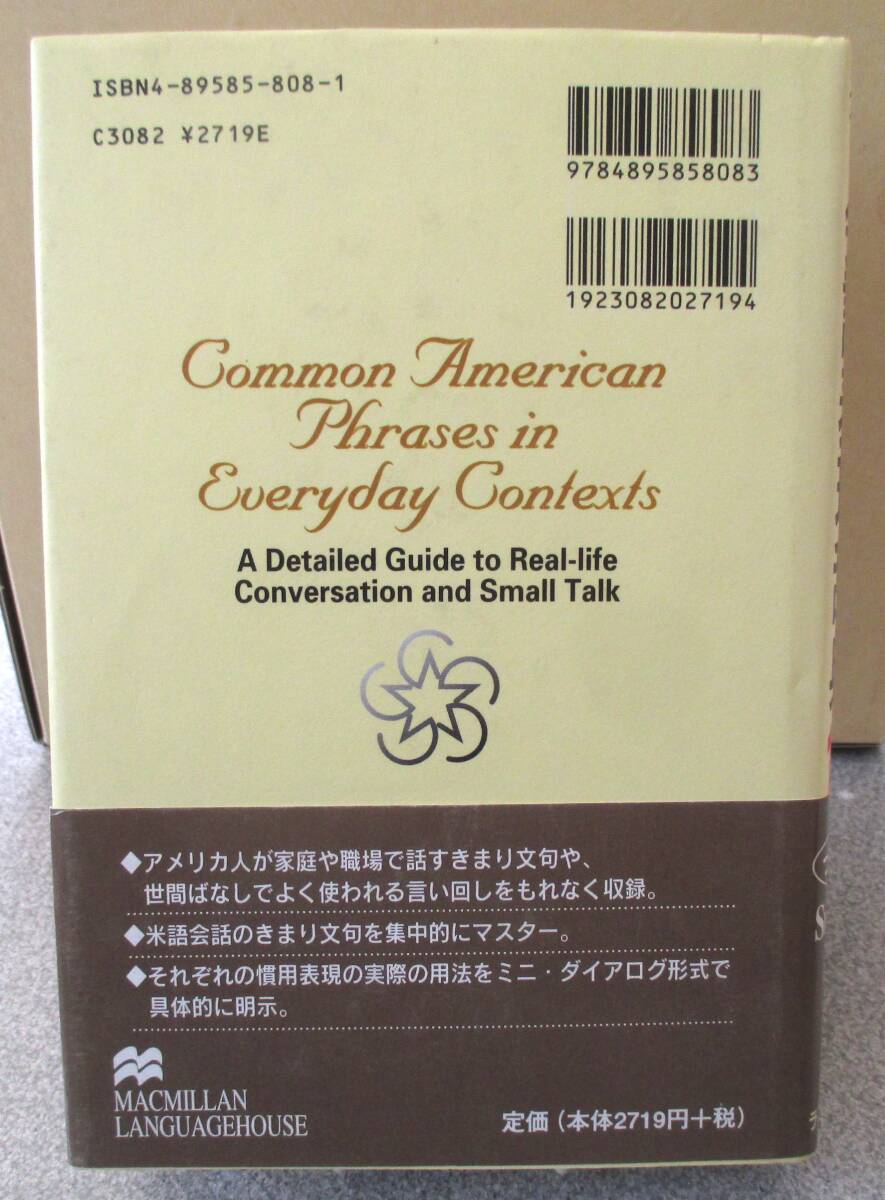 ISBN4-89585-808-1
C3082 ¥2719E
9784895858083
1923082027194
Common American
Phrases in
Everyday Contexts
A Detailed Guide to Real-life
Conversation and Small Talk
◆アメリカ人が家庭や職場で話すきまり文句や、
世間ばなしでよく使われる言い回しをもれなく収録。
◆米語会話のきまり文句を集中的にマスター。
◆それぞれの慣用表現の実際の用法をミニ・ダイアログ形式で
具体的に明示。
MACMILLAN
LANGUAGEHOUSE
定価(本体2719円+税)